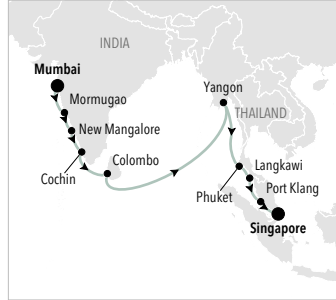 INDIA
Mumbai
Yangon
Mormugao
THAILAND
New Mangalore
Colombo
Langkawi
Cochin
Phuket
Port Klang
Singapore